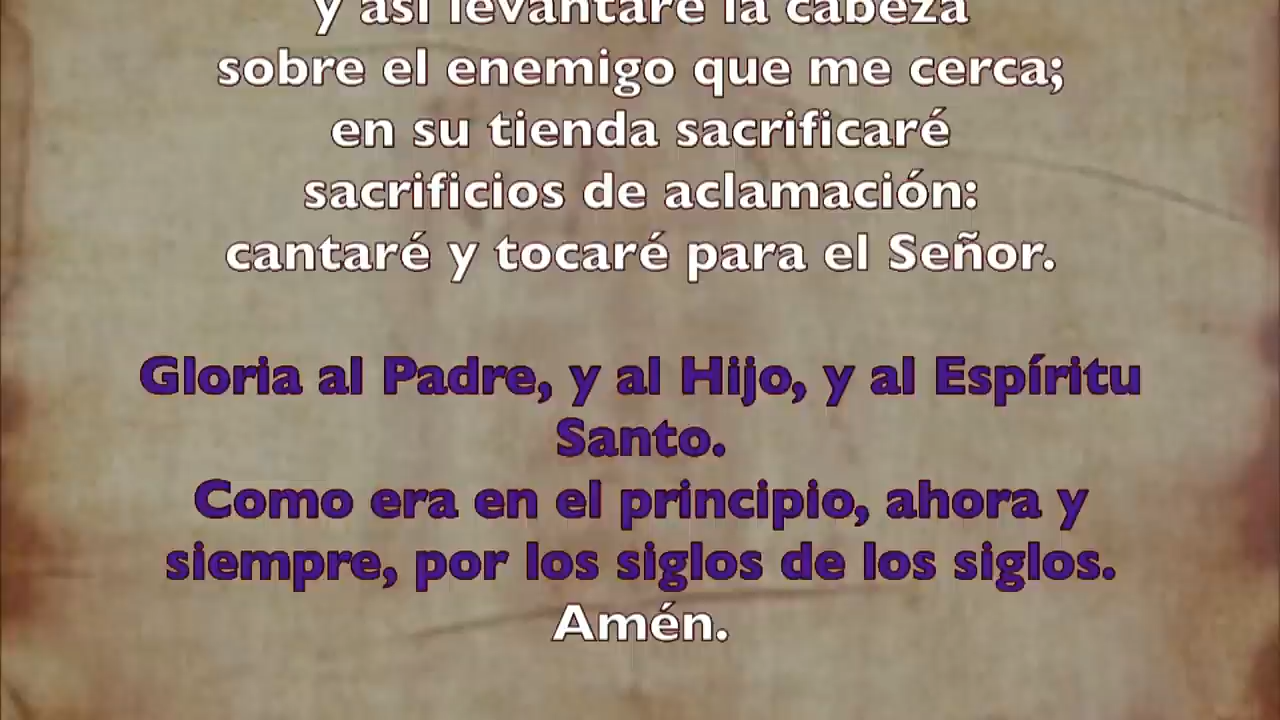 y así levantaré la cabeza
sobre el enemigo que me cerca;
en su tienda sacrificaré
sacrificios de aclamación:
cantaré y tocaré para el Señor.
Gloria al Padre, y al Hijo, y al Espíritu
Santo.
Como era en el principio, ahora y
siempre, por los siglos de los siglos.
Amén.